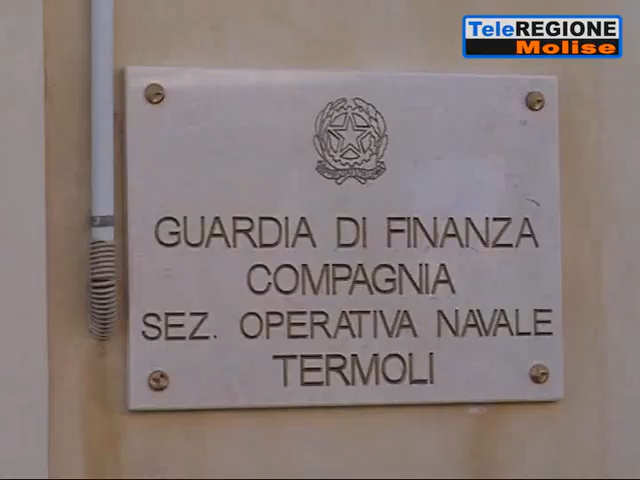 TeleREGIONE
Molise
GUARDIA DI FINANZA
COMPAGNIA
SEZ. OPERATIVA NAVALE
TERMOLI